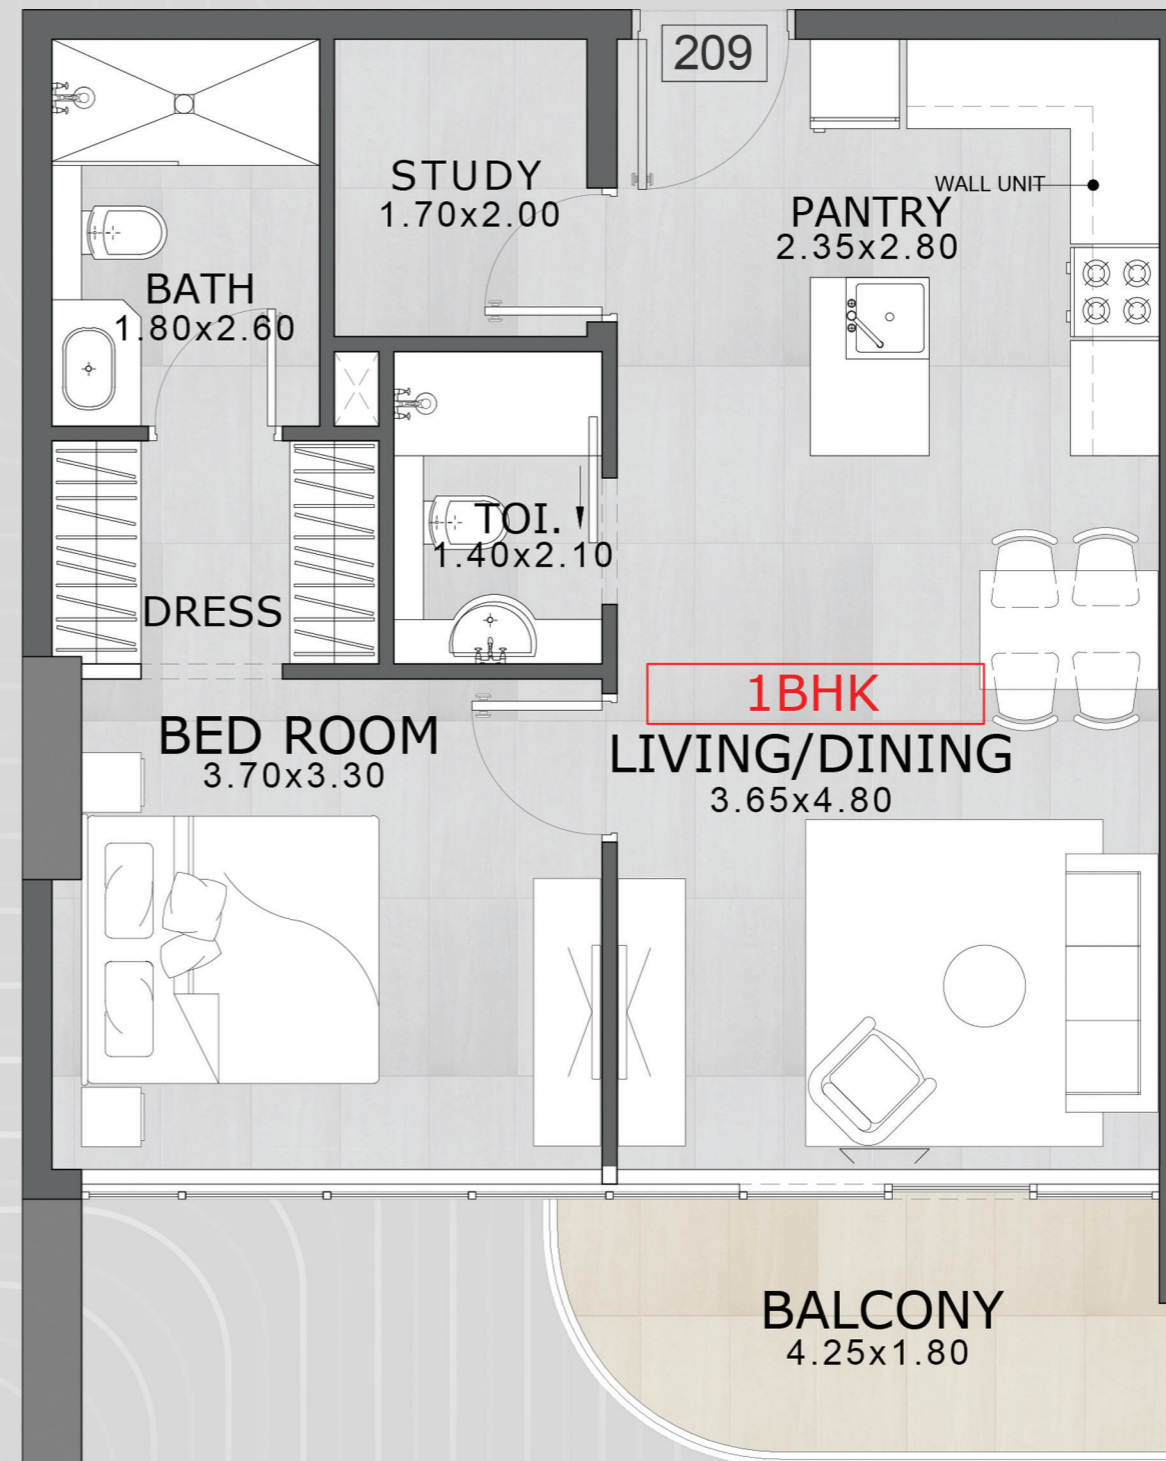 209
STUDY
1.70x2.00
WALL UNIT
PANTRY
2.35x2.80
BATH
1.80x2.60
TOI.
1.40x2.10
DRESS
1BHK
BED ROOM
3.70x3.30
LIVING/DINING
3.65x4.80
BALCONY
4.25x1.80